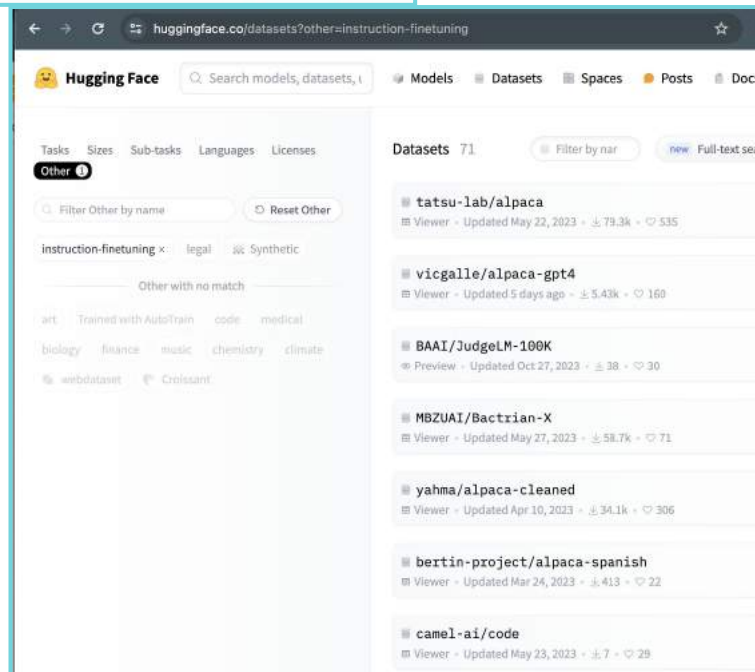 huggingface.co/datasets?other=instruction-finetuning
Hugging Face
Search models, datasets, u
Models
Datasets
Spaces
Posts
Doc
Tasks
Sizes
Sub-tasks
Languages
Licenses
Other 1
Filter Other by name
Reset Other
instruction-finetuning ×
legal
Synthetic
Other with no match
art
Trained with AutoTrain
code
medical
biology
finance
music
chemistry
climate
webdataset
Croissant
Datasets 71
Filter by nar
new Full-text sea
tatsu-lab/alpaca
Viewer • Updated May 22, 2023 • 79.3k • 535
vicgalle/alpaca-gpt4
Viewer • Updated 5 days ago • 5.43k • 160
BAAI/JudgeLM-100K
Preview • Updated Oct 27, 2023 • 38 • 30
MBZUAI/Bactrian-X
Viewer • Updated May 27, 2023 • 58.7k • 71
yahma/alpaca-cleaned
Viewer • Updated Apr 10, 2023 • 34.1k • 306
bertin-project/alpaca-spanish
Viewer • Updated Mar 24, 2023 • 413 • 22
camel-ai/code
Viewer • Updated May 23, 2023 • 7 • 29